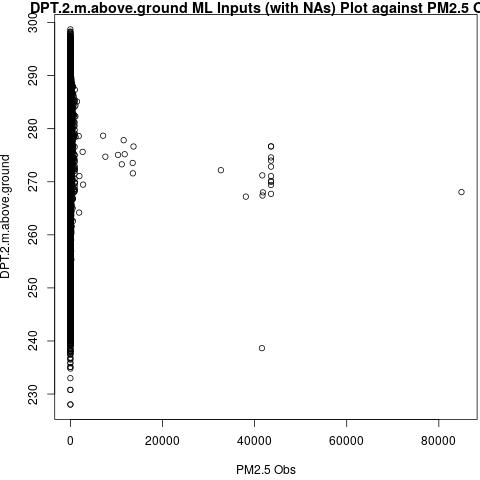 DPT.2.m.above.ground ML Inputs (with NAs) Plot against PM2.5 O
DPT.2.m.above.ground
300
290
280
270
260
250
240
230
0 20000 40000 60000 80000
PM2.5 Obs